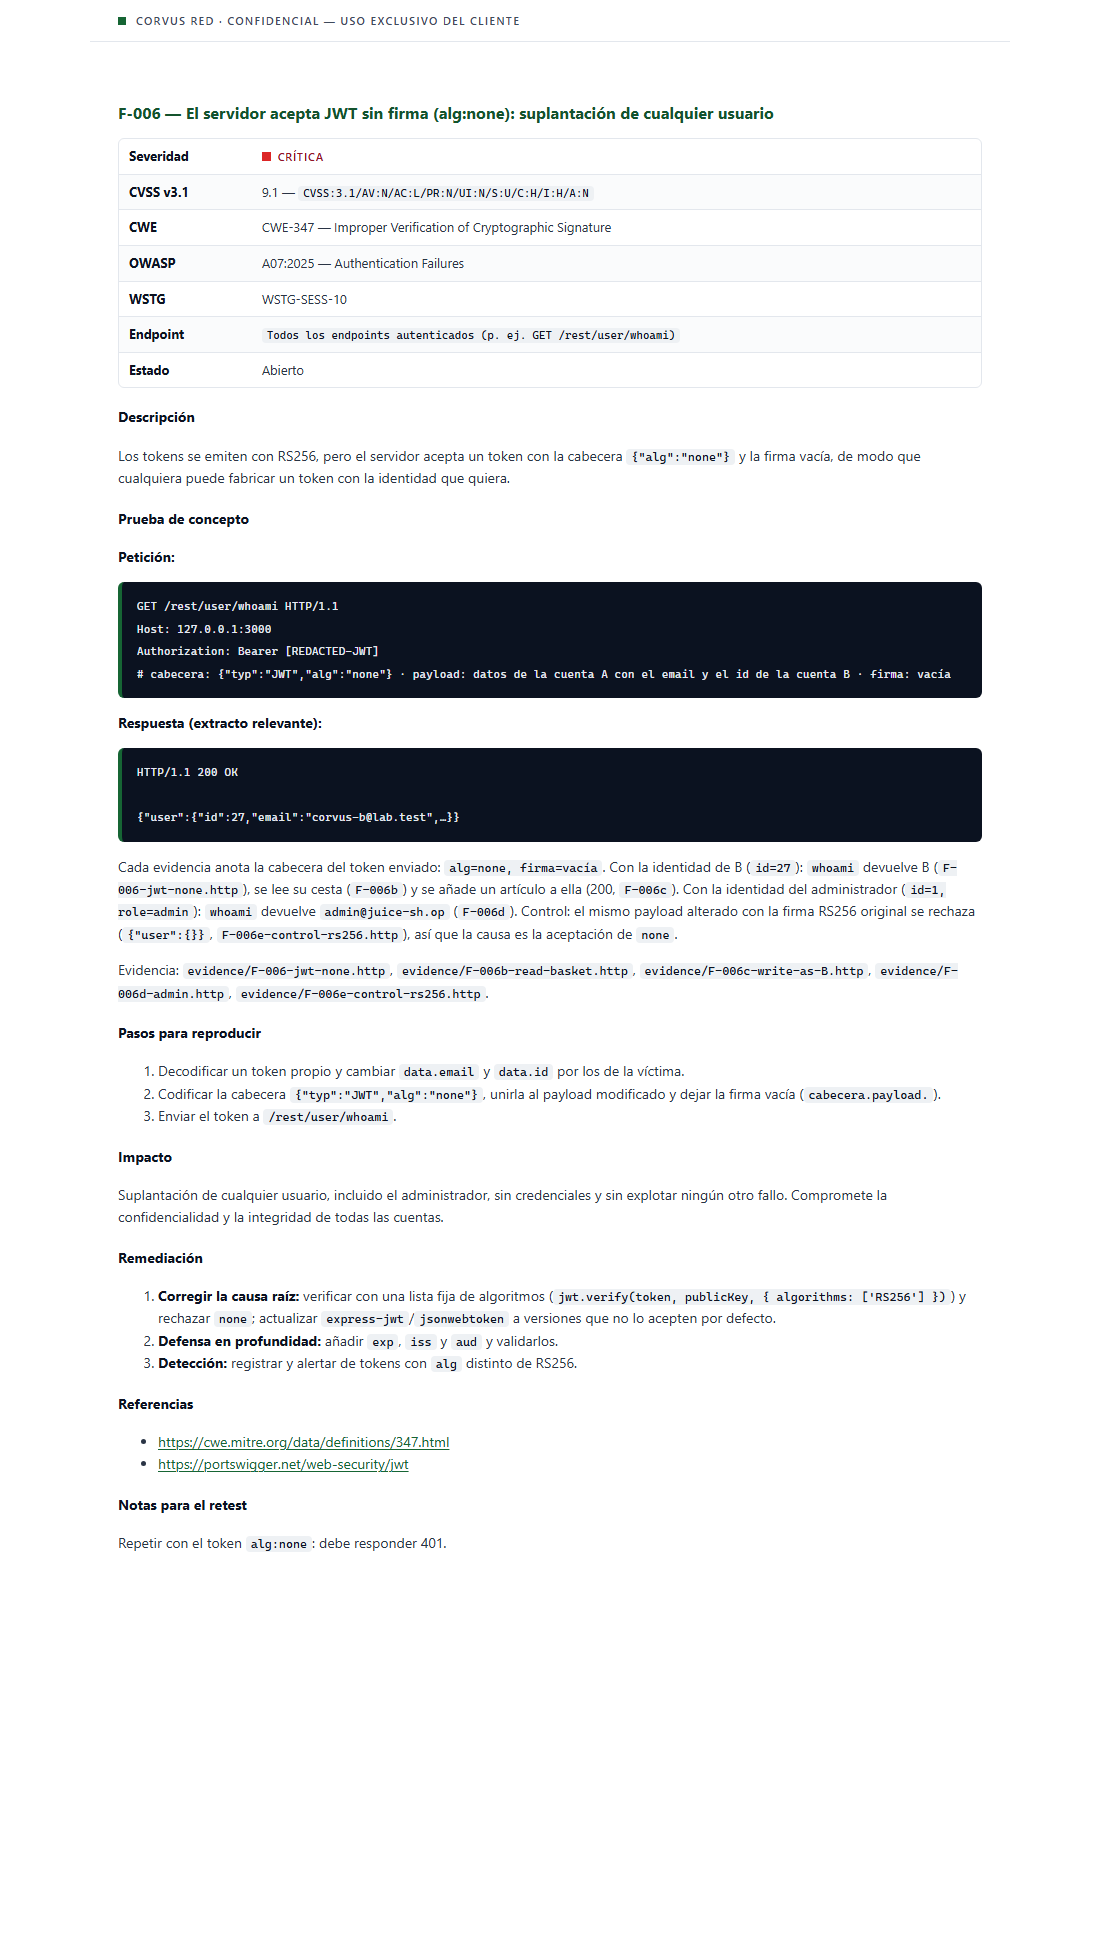 CORVUS RED · CONFIDENCIAL — USO EXCLUSIVO DEL CLIENTE
F-006 — El servidor acepta JWT sin firma (alg:none): suplantación de cualquier usuario
Severidad CRÍTICA
CVSS v3.1 9.1 — CVSS:3.1/AV:N/AC:L/PR:N/UI:N/S:U/C:H/I:H/A:N
CWE CWE-347 — Improper Verification of Cryptographic Signature
OWASP A07:2025 — Authentication Failures
WSTG WSTG-SESS-10
Endpoint Todos los endpoints autenticados (p. ej. GET /rest/user/whoami)
Estado Abierto
Descripción
Los tokens se emiten con RS256, pero el servidor acepta un token con la cabecera {"alg":"none"} y la firma vacía, de modo que
cualquiera puede fabricar un token con la identidad que quiera.
Prueba de concepto
Petición:
GET /rest/user/whoami HTTP/1.1
Host: 127.0.0.1:3000
Authorization: Bearer [REDACTED-JWT]
# cabecera: {"typ":"JWT","alg":"none"} · payload: datos de la cuenta A con el email y el id de la cuenta B · firma: vacía
Respuesta (extracto relevante):
HTTP/1.1 200 OK
{"user":{"id":27,"email":"corvus-b@lab.test",…}}
Cada evidencia anota la cabecera del token enviado: alg=none, firma=vacía. Con la identidad de B (id=27): whoami devuelve B (F-
006-jwt-none.http), se lee su cesta (F-006b) y se añade un artículo a ella (200, F-006c). Con la identidad del administrador (id=1,
role=admin): whoami devuelve admin@juice-sh.op (F-006d). Control: el mismo payload alterado con la firma RS256 original se rechaza
({"user":{}}, F-006e-control-rs256.http), así que la causa es la aceptación de none.
Evidencia: evidence/F-006-jwt-none.http, evidence/F-006b-read-basket.http, evidence/F-006c-write-as-B.http, evidence/F-
006d-admin.http, evidence/F-006e-control-rs256.http.
Pasos para reproducir
1. Decodificar un token propio y cambiar data.email y data.id por los de la víctima.
2. Codificar la cabecera {"typ":"JWT","alg":"none"}, unirla al payload modificado y dejar la firma vacía (cabecera.payload.).
3. Enviar el token a /rest/user/whoami.
Impacto
Suplantación de cualquier usuario, incluido el administrador, sin credenciales y sin explotar ningún otro fallo. Compromete la
confidencialidad y la integridad de todas las cuentas.
Remediación
1. Corregir la causa raíz: verificar con una lista fija de algoritmos (jwt.verify(token, publicKey, { algorithms: ['RS256'] })) y
rechazar none; actualizar express-jwt/jsonwebtoken a versiones que no lo acepten por defecto.
2. Defensa en profundidad: añadir exp, iss y aud y validarlos.
3. Detección: registrar y alertar de tokens con alg distinto de RS256.
Referencias
• https://cwe.mitre.org/data/definitions/347.html
• https://portswigger.net/web-security/jwt
Notas para el retest
Repetir con el token alg:none: debe responder 401.